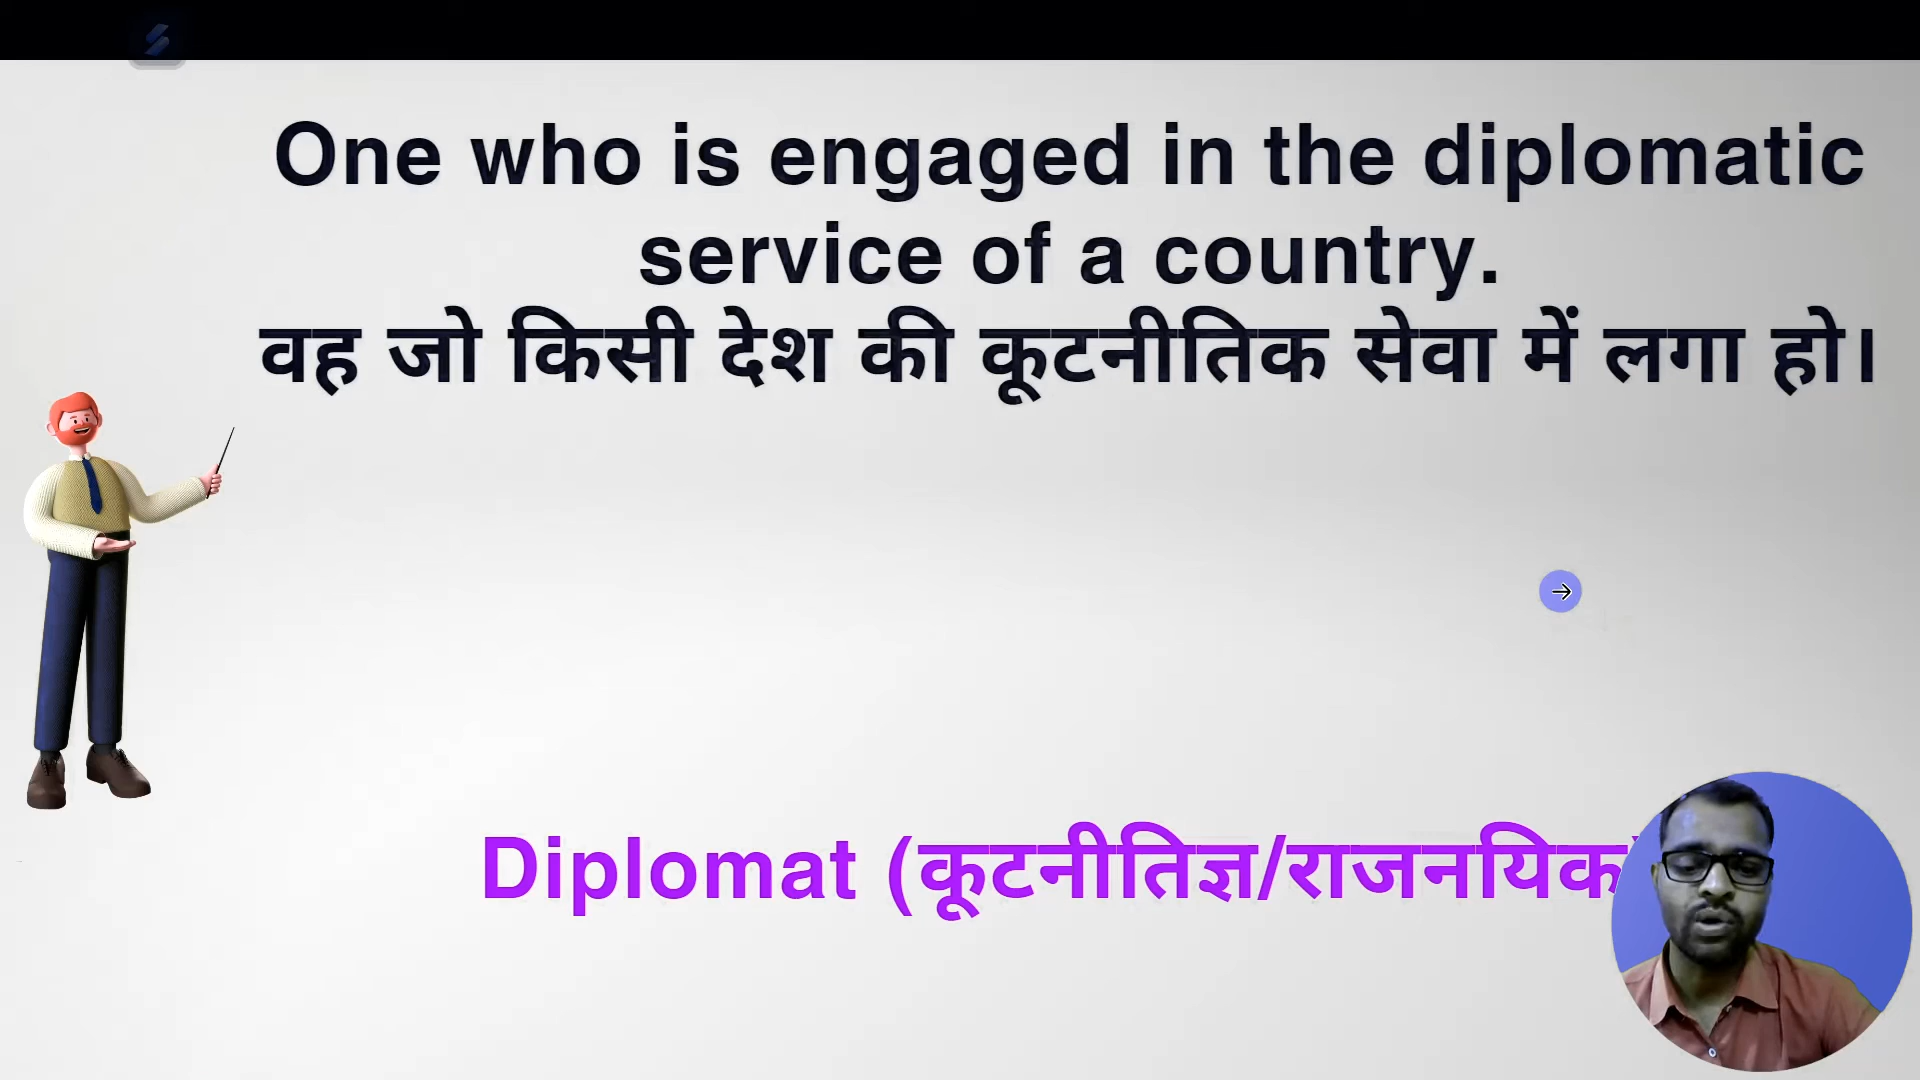 One who is engaged in the diplomatic
service of a country.
वह जो किसी देश की कूटनीतिक सेवा में लगा हो।
Diplomat (कूटनीतिज्ञ/राजनयिक)